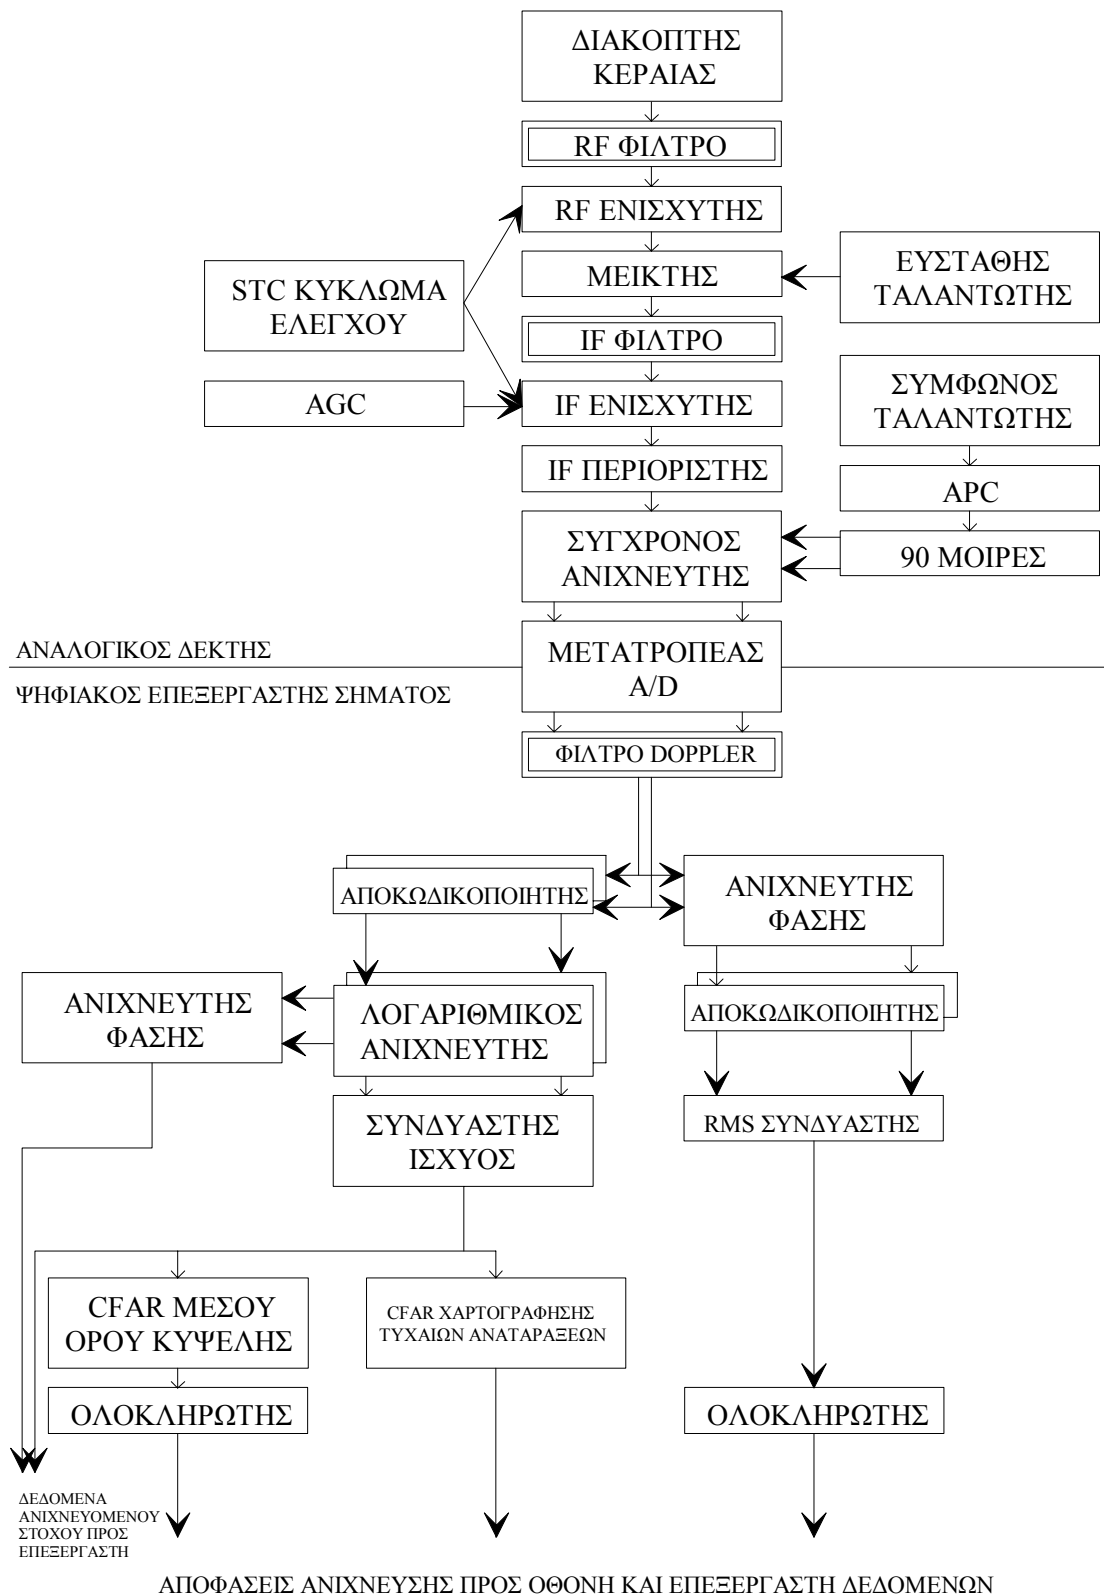 ΔΙΑΚΟΠΤΗΣ
ΚΕΡΑΙΑΣ
RF ΦΙΛΤΡΟ
RF ΕΝΙΣΧΥΤΗΣ
ΜΕΙΚΤΗΣ
ΕΥΣΤΑΘΗΣ
ΤΑΛΑΝΤΩΤΗΣ
STC ΚΥΚΛΩΜΑ
ΕΛΕΓΧΟΥ
IF ΦΙΛΤΡΟ
AGC
IF ΕΝΙΣΧΥΤΗΣ
ΣΥΜΦΩΝΟΣ
ΤΑΛΑΝΤΩΤΗΣ
IF ΠΕΡΙΟΡΙΣΤΗΣ
APC
ΣΥΓΧΡΟΝΟΣ
ΑΝΙΧΝΕΥΤΗΣ
90 ΜΟΙΡΕΣ
ΑΝΑΛΟΓΙΚΟΣ ΔΕΚΤΗΣ
ΨΗΦΙΑΚΟΣ ΕΠΕΞΕΡΓΑΣΤΗΣ ΣΗΜΑΤΟΣ
ΜΕΤΑΤΡΟΠΕΑΣ
A/D
ΦΙΛΤΡΟ DOPPLER
ΑΠΟΚΩΔΙΚΟΠΟΙΗΤΗΣ
ΑΝΙΧΝΕΥΤΗΣ
ΦΑΣΗΣ
ΑΝΙΧΝΕΥΤΗΣ
ΦΑΣΗΣ
ΛΟΓΑΡΙΘΜΙΚΟΣ
ΑΝΙΧΝΕΥΤΗΣ
ΑΠΟΚΩΔΙΚΟΠΟΙΗΤΗΣ
ΣΥΝΔΥΑΣΤΗΣ
ΙΣΧΥΟΣ
RMS ΣΥΝΔΥΑΣΤΗΣ
CFAR ΜΕΣΟΥ
ΟΡΟΥ ΚΥΨΕΛΗΣ
CFAR ΧΑΡΤΟΓΡΑΦΗΣΗΣ
ΤΥΧΑΙΩΝ ΑΝΑΤΑΡΑΞΕΩΝ
ΟΛΟΚΛΗΡΩΤΗΣ
ΟΛΟΚΛΗΡΩΤΗΣ
ΔΕΔΟΜΕΝΑ
ΑΝΙΧΝΕΥΟΜΕΝΟΥ
ΣΤΟΧΟΥ ΠΡΟΣ
ΕΠΕΞΕΡΓΑΣΤΗ
ΑΠΟΦΑΣΕΙΣ ΑΝΙΧΝΕΥΣΗΣ ΠΡΟΣ ΟΘΟΝΗ ΚΑΙ ΕΠΕΞΕΡΓΑΣΤΗ ΔΕΔΟΜΕΝΩΝ